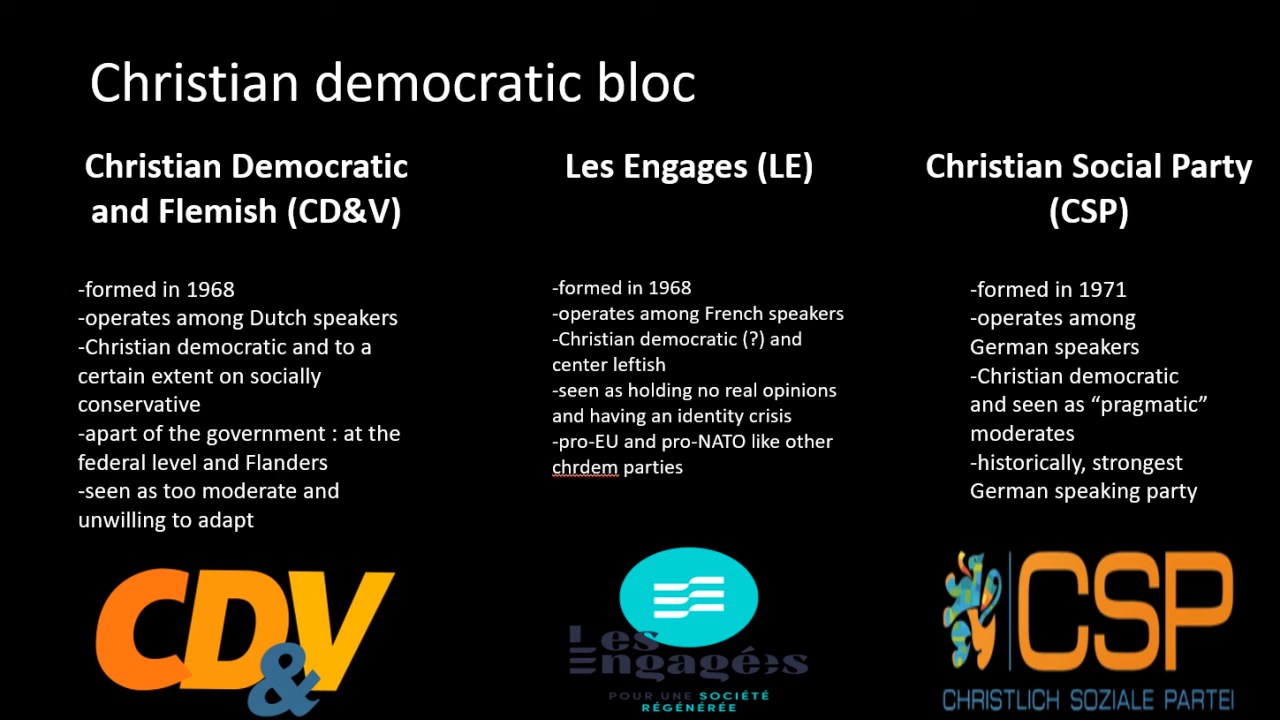 Christian democratic bloc
Christian Democratic
and Flemish (CD&V)
-formed in 1968
-operates among Dutch speakers
-Christian democratic and to a
certain extent on socially
conservative
-apart of the government : at the
federal level and Flanders
-seen as too moderate and
unwilling to adapt
CD&V
Les Engages (LE)
-formed in 1968
-operates among French speakers
-Christian democratic (?) and
center leftish
-seen as holding no real opinions
and having an identity crisis
-pro-EU and pro-NATO like other
chrdem parties
Les
Engagés
POUR UNE SOCIÉTÉ
RÉGÉNÉRÉE
Christian Social Party
(CSP)
-formed in 1971
-operates among
German speakers
-Christian democratic
and seen as “pragmatic”
moderates
-historically, strongest
German speaking party
CSP
CHRISTLICH SOZIALE PARTEI